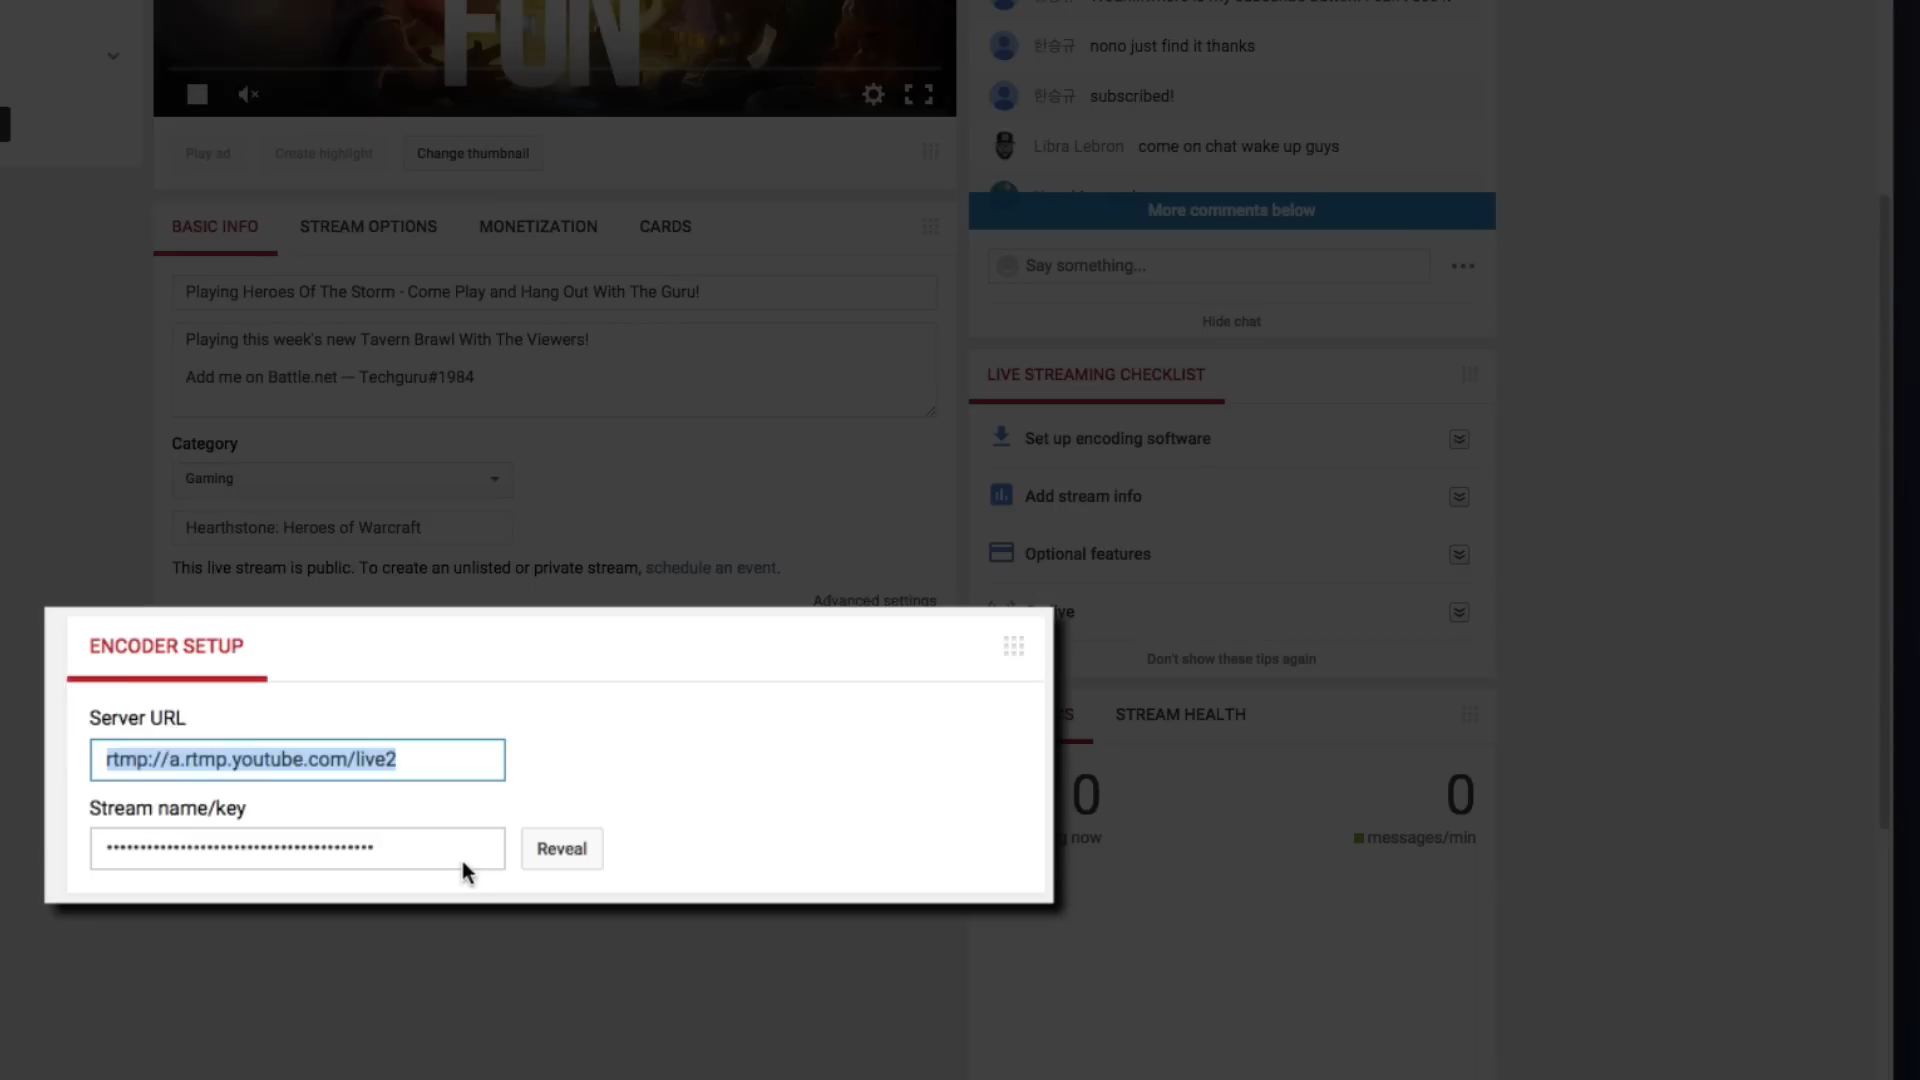 FUN
한승규 nono just find it thanks
한승규 subscribed!
Libra Lebron come on chat wake up guys
More comments below
Say something...
Hide chat
Play ad
Create highlight
Change thumbnail
BASIC INFO
STREAM OPTIONS
MONETIZATION
CARDS
Playing Heroes Of The Storm - Come Play and Hang Out With The Guru!
Playing this week's new Tavern Brawl With The Viewers!
Add me on Battle.net — Techguru#1984
Category
Gaming
Hearthstone: Heroes of Warcraft
This live stream is public. To create an unlisted or private stream, schedule an event.
Advanced settings
LIVE STREAMING CHECKLIST
Set up encoding software
Add stream info
Optional features
Don't show these tips again
ENCODER SETUP
Server URL
rtmp://a.rtmp.youtube.com/live2
Stream name/key
Reveal
STREAM HEALTH
0
now
0
messages/min